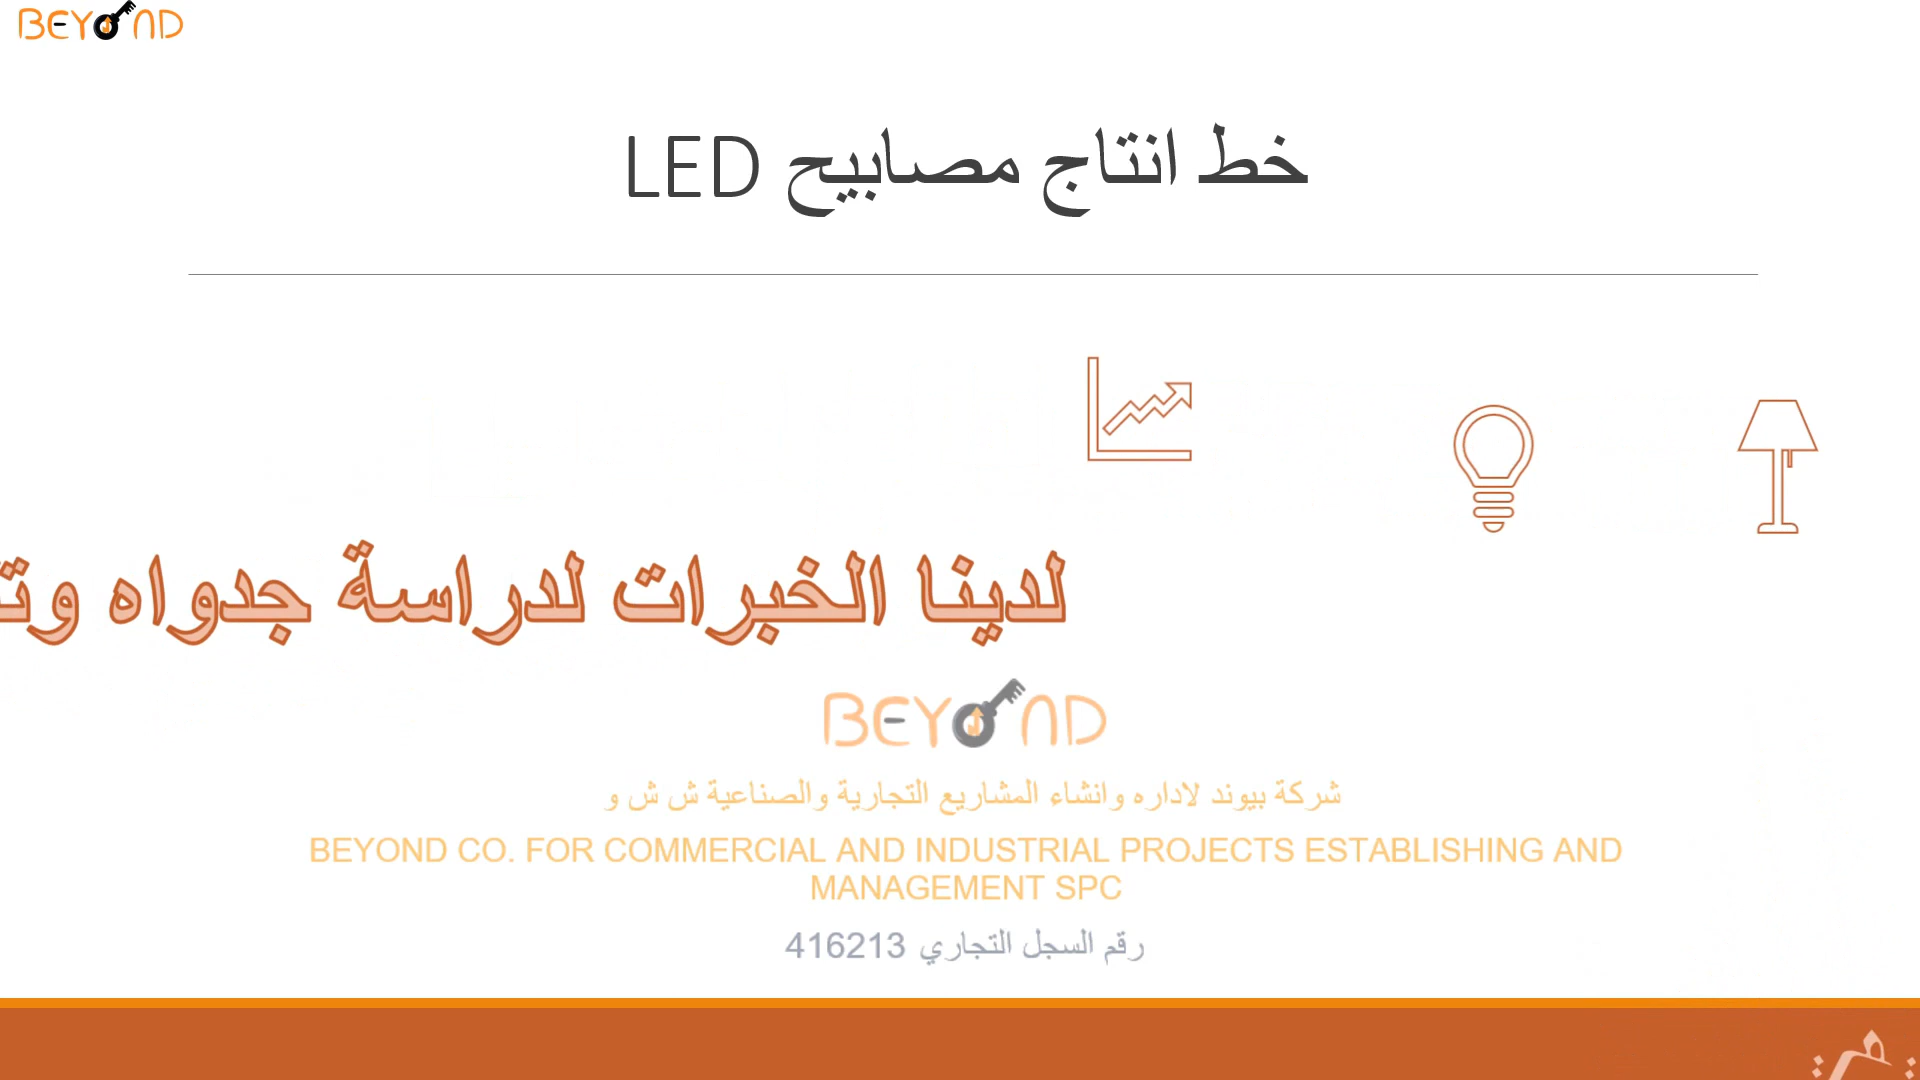 BEYOND
خط انتاج مصابيح LED
لدينا الخبرات لدراسة جدواه
BEYOND
شركة بيوند لاداره وانشاء المشاريع التجارية والصناعية ش ش و
BEYOND CO. FOR COMMERCIAL AND INDUSTRIAL PROJECTS ESTABLISHING AND
MANAGEMENT SPC
رقم السجل التجاري 416213